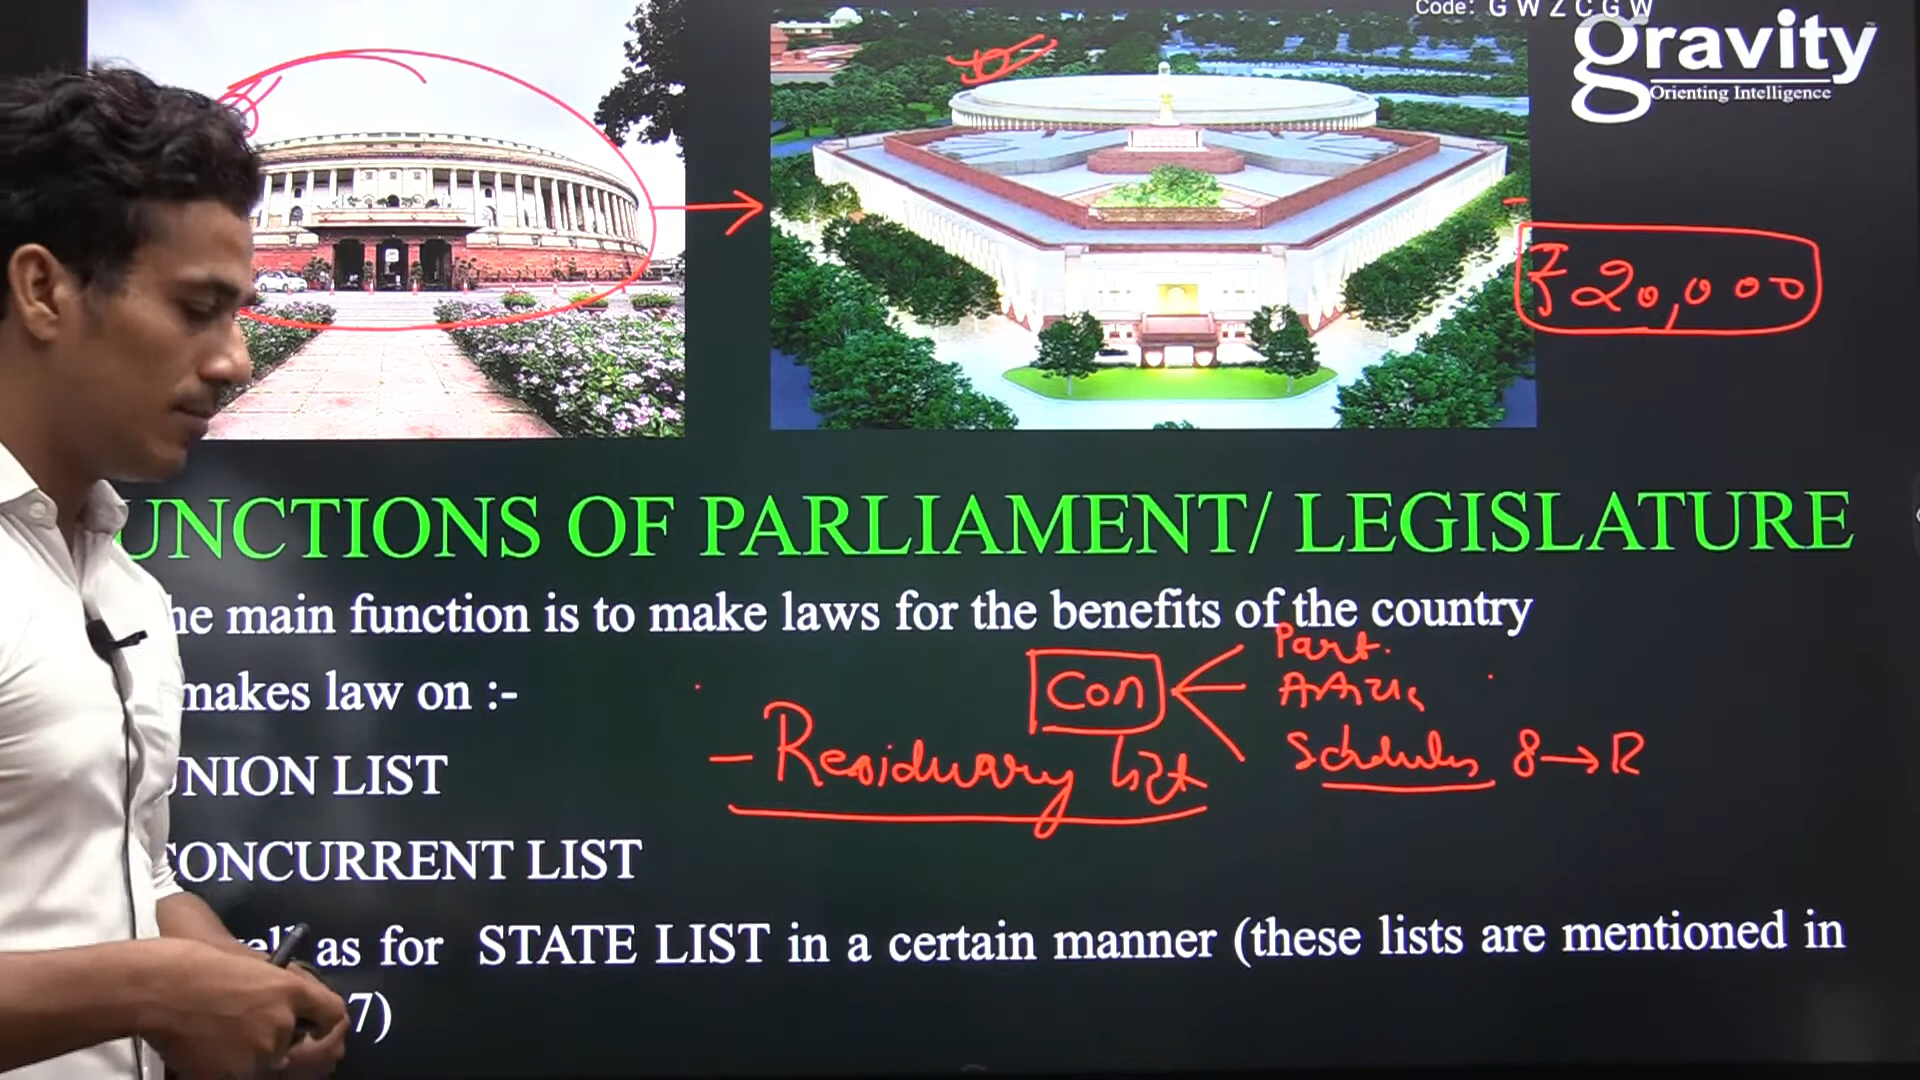 Code: G W Z C G W
gravity
Orienting Intelligence
₹20,000
UNCTIONS OF PARLIAMENT/ LEGISLATURE
he main function is to make laws for the benefits of the country
Part.
makes law on :-
Con
- Residuary list
Schedules 8→R
UNION LIST
CONCURRENT LIST
ell as for STATE LIST in a certain manner (these lists are mentioned in
7)